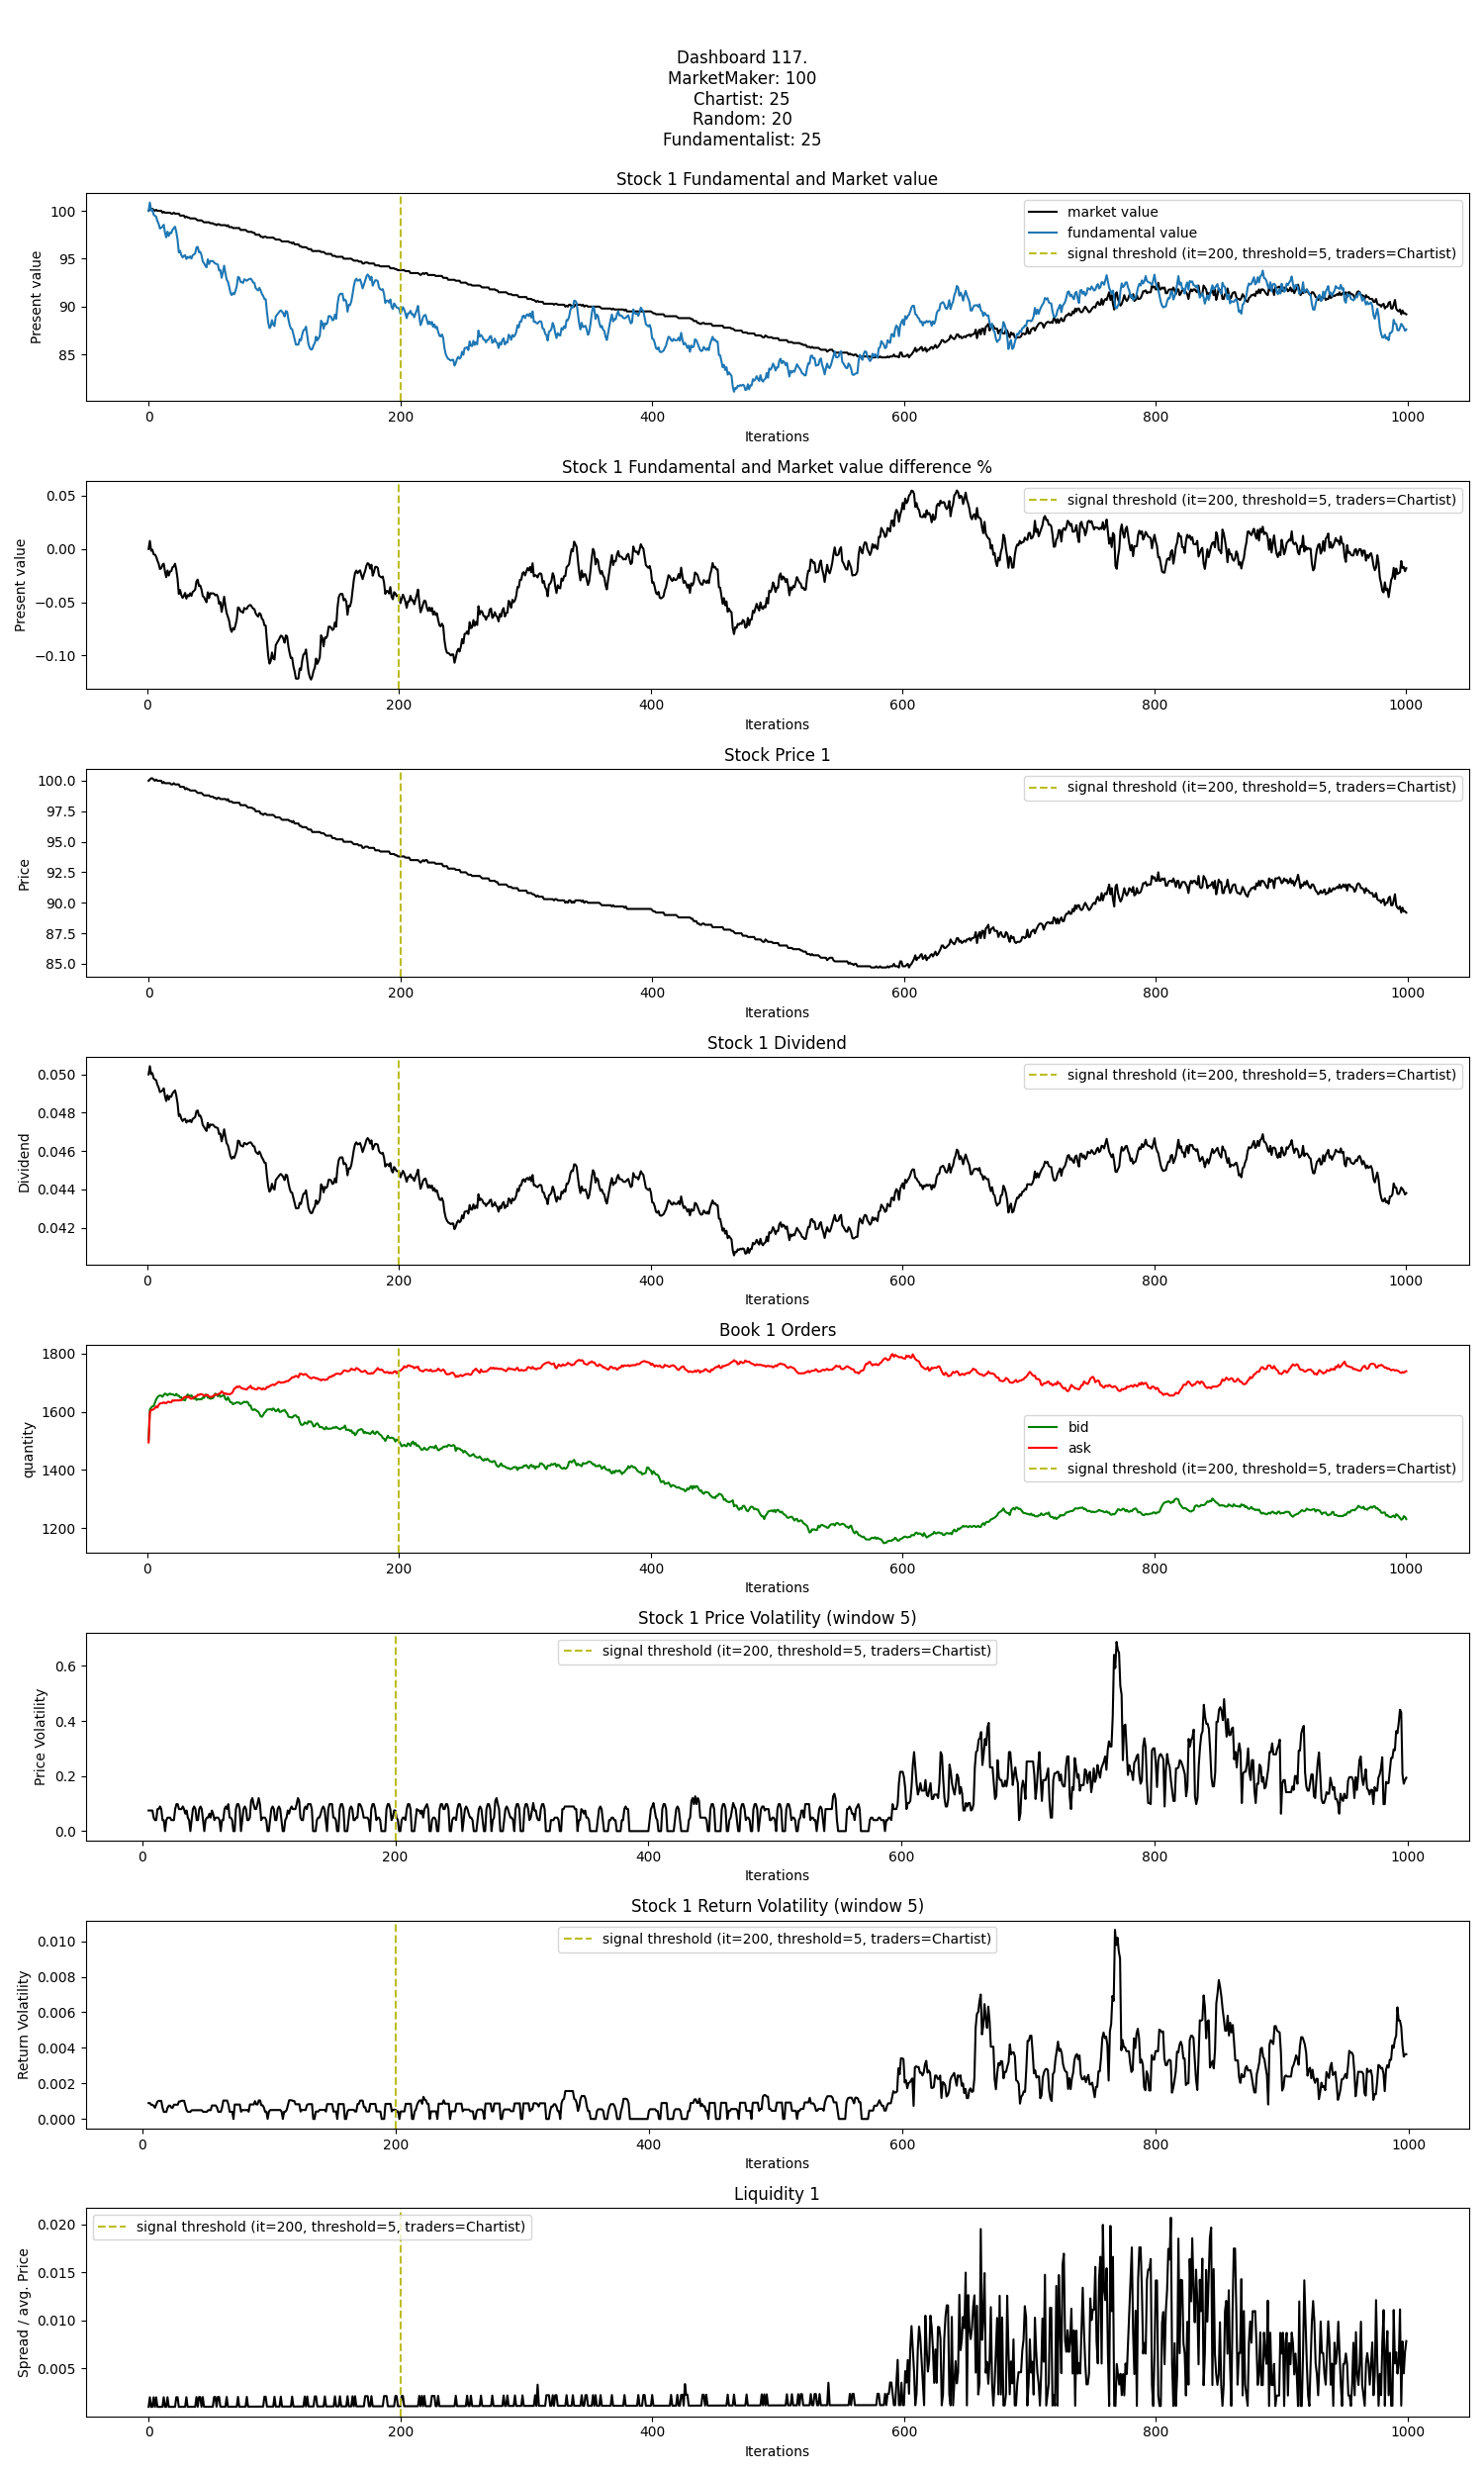 Dashboard 117.
MarketMaker: 100
Chartist: 25
Random: 20
Fundamentalist: 25
Stock 1 Fundamental and Market value
Present value
100
95
90
85
market value
fundamental value
signal threshold (it=200, threshold=5, traders=Chartist)
0 200 400 600 800 1000
Iterations
Stock 1 Fundamental and Market value difference %
Present value
0.05
0.00
−0.05
−0.10
signal threshold (it=200, threshold=5, traders=Chartist)
0 200 400 600 800 1000
Iterations
Stock Price 1
Price
100.0
97.5
95.0
92.5
90.0
87.5
85.0
signal threshold (it=200, threshold=5, traders=Chartist)
0 200 400 600 800 1000
Iterations
Stock 1 Dividend
Dividend
0.050
0.048
0.046
0.044
0.042
signal threshold (it=200, threshold=5, traders=Chartist)
0 200 400 600 800 1000
Iterations
Book 1 Orders
quantity
1800
1600
1400
1200
bid
ask
signal threshold (it=200, threshold=5, traders=Chartist)
0 200 400 600 800 1000
Iterations
Stock 1 Price Volatility (window 5)
Price Volatility
0.6
0.4
0.2
0.0
signal threshold (it=200, threshold=5, traders=Chartist)
0 200 400 600 800 1000
Iterations
Stock 1 Return Volatility (window 5)
Return Volatility
0.010
0.008
0.006
0.004
0.002
0.000
signal threshold (it=200, threshold=5, traders=Chartist)
0 200 400 600 800 1000
Iterations
Liquidity 1
Spread / avg. Price
0.020
0.015
0.010
0.005
signal threshold (it=200, threshold=5, traders=Chartist)
0 200 400 600 800 1000
Iterations